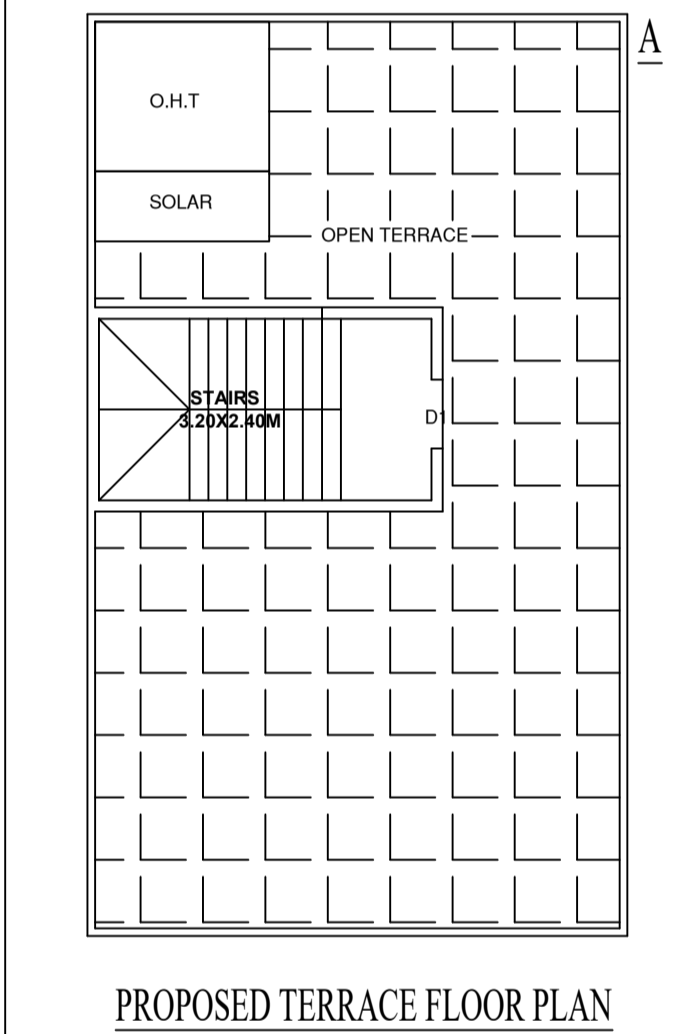 A
O.H.T
SOLAR
OPEN TERRACE
STAIRS
3.20X2.40M
D1
PROPOSED TERRACE FLOOR PLAN